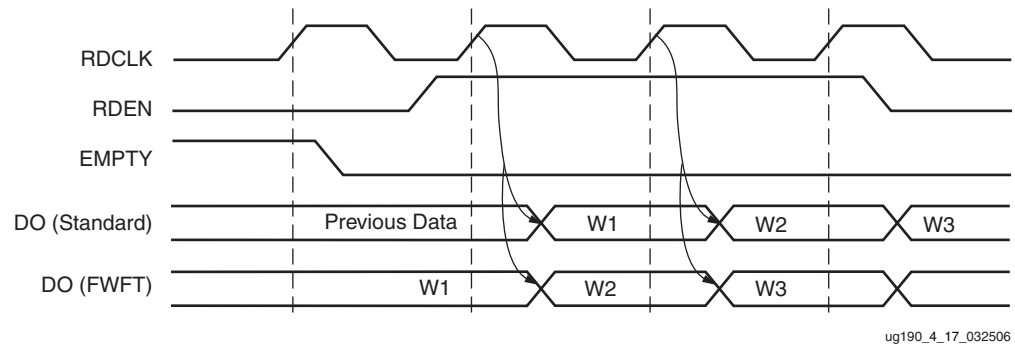 RDCLK
RDEN
EMPTY
DO (Standard) Previous Data W1 W2 W3
DO (FWFT) W1 W2 W3
ug190_4_17_032506